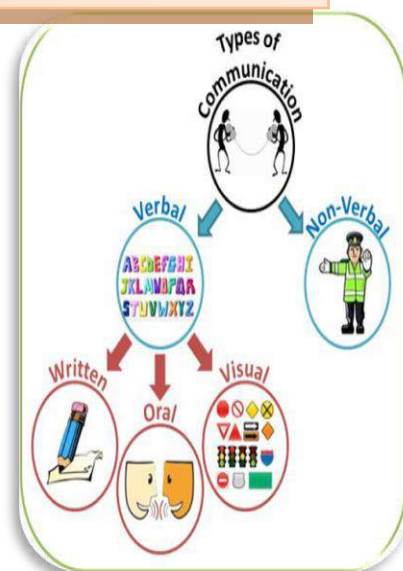 Types of
Communication
Verbal
Non-Verbal
ABCDEFGHI
JKLMNOPQR
STUVWXYZ
Written
Oral
Visual